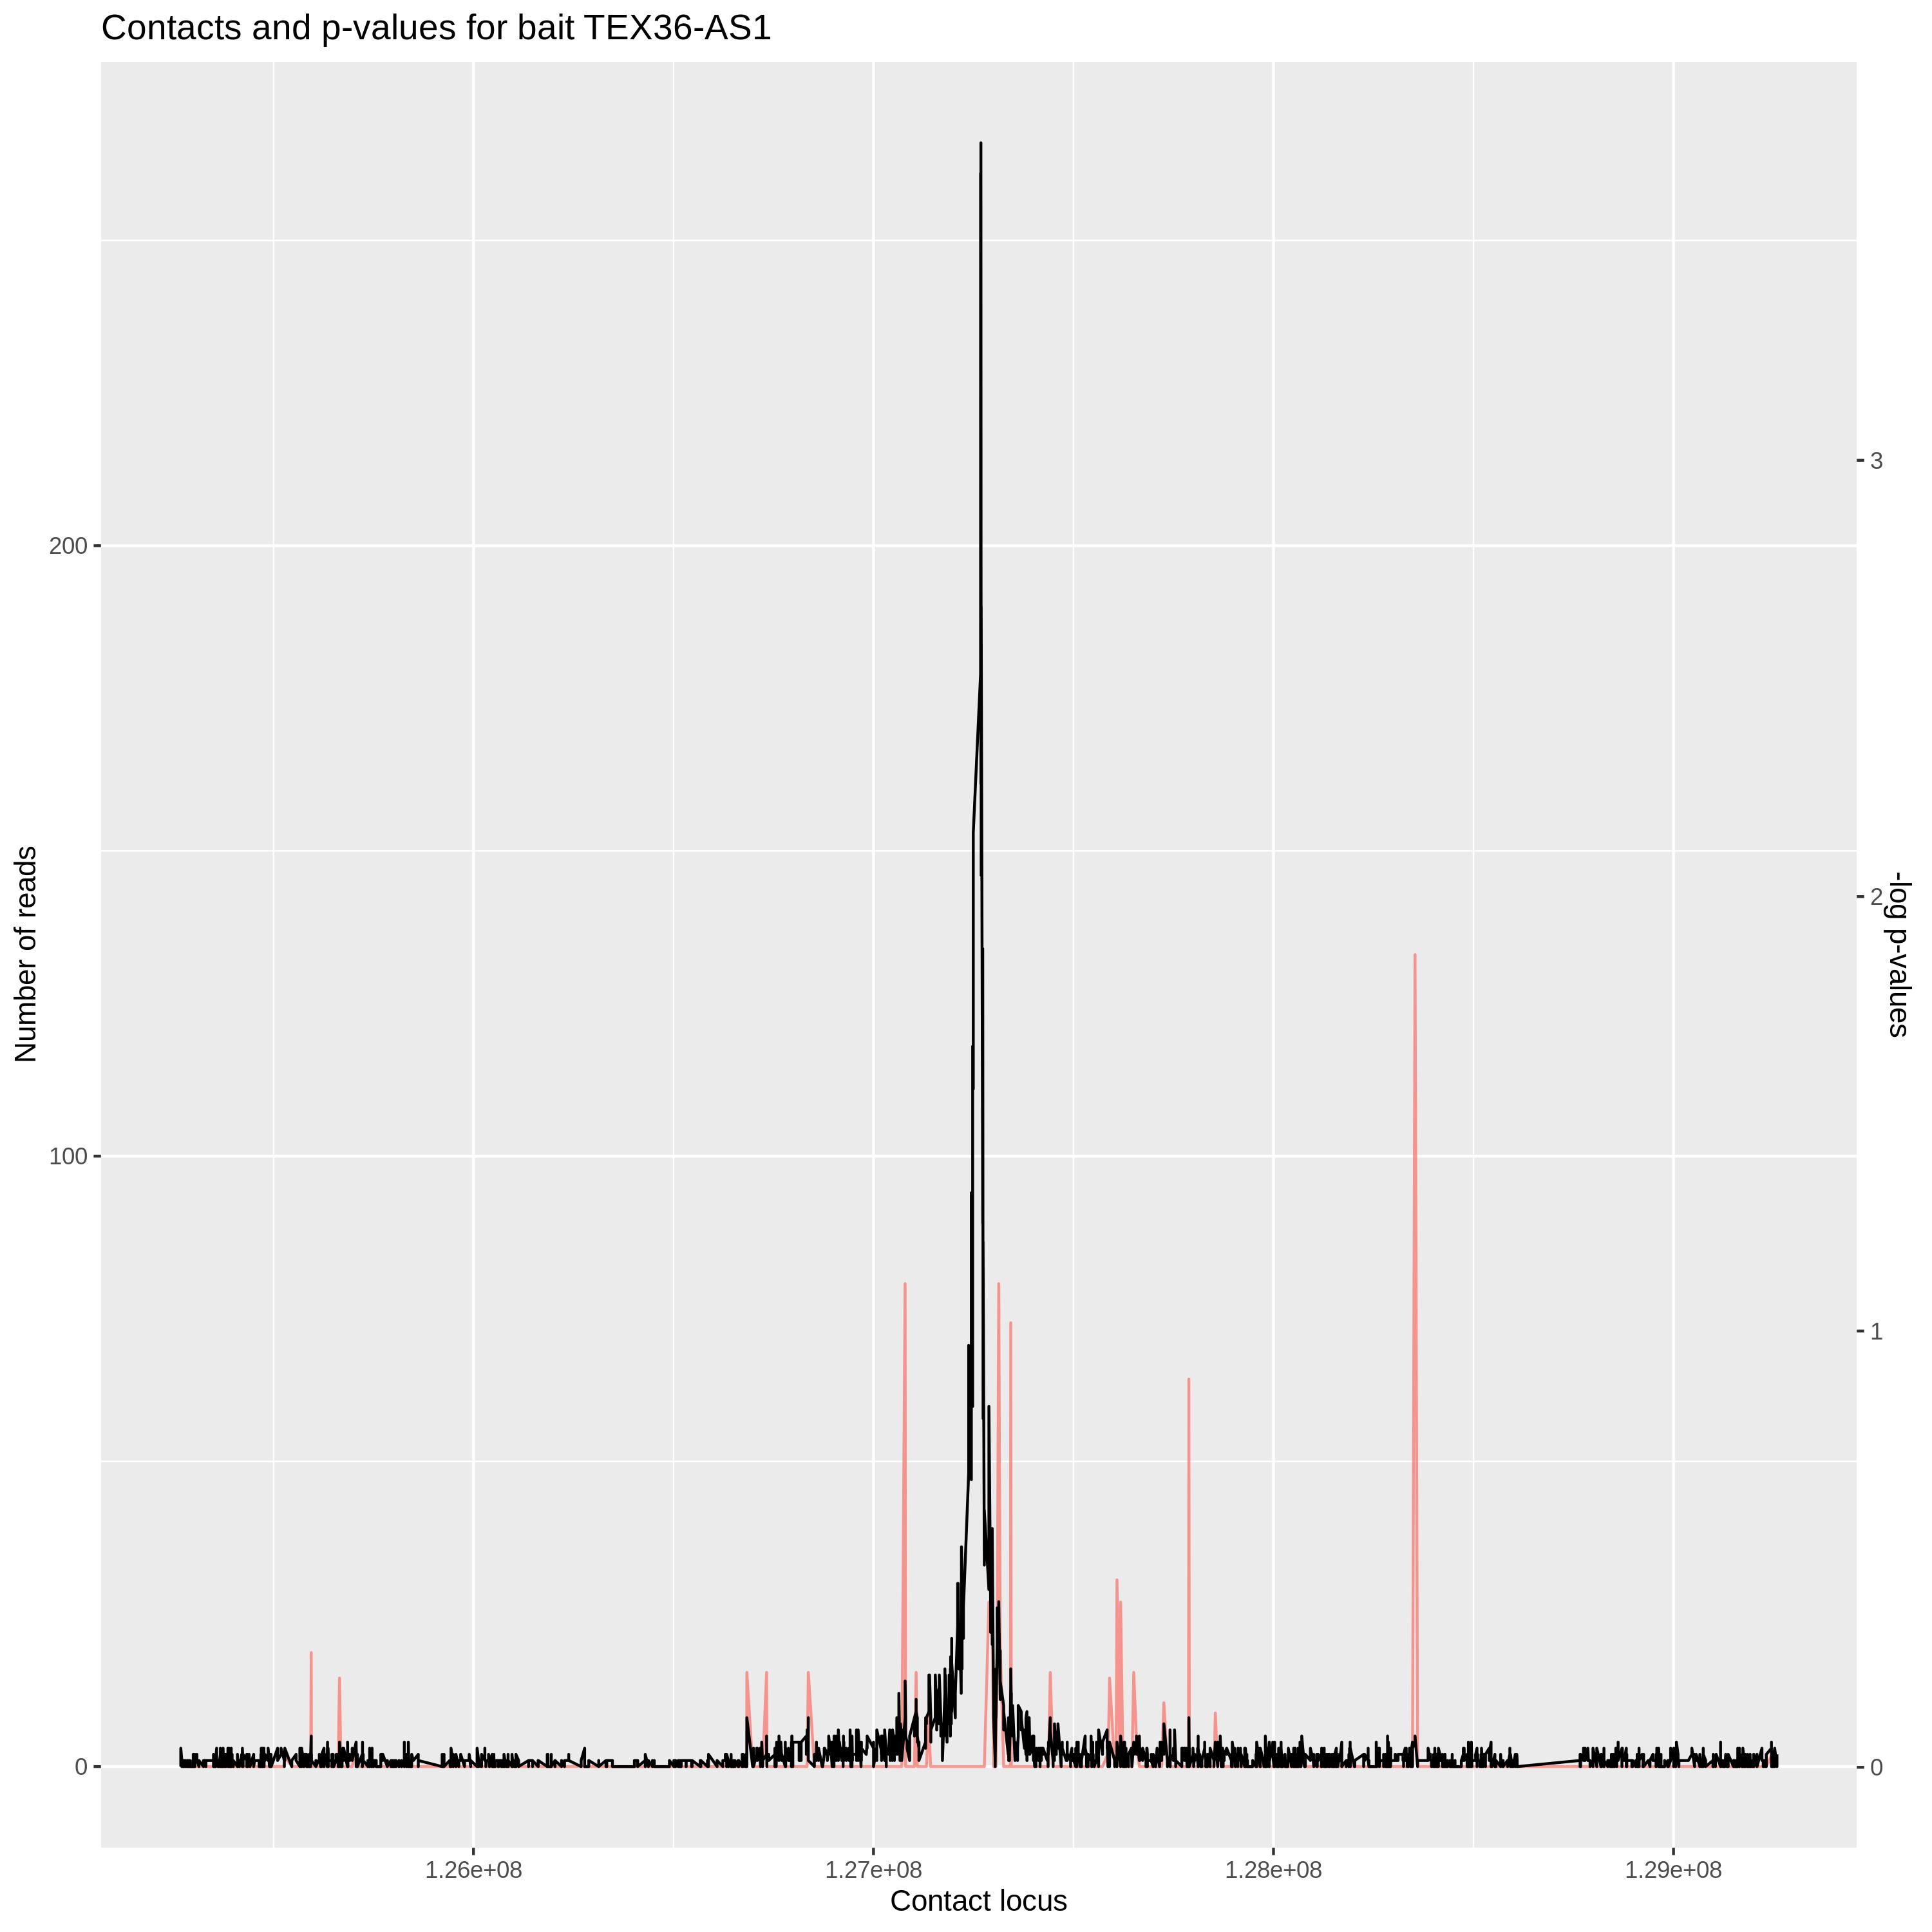 Contacts and p-values for bait TEX36-AS1
Number of reads
200
100
0
3
2
1
0
-log p-values
1.26e+08
1.27e+08
1.28e+08
1.29e+08
Contact locus